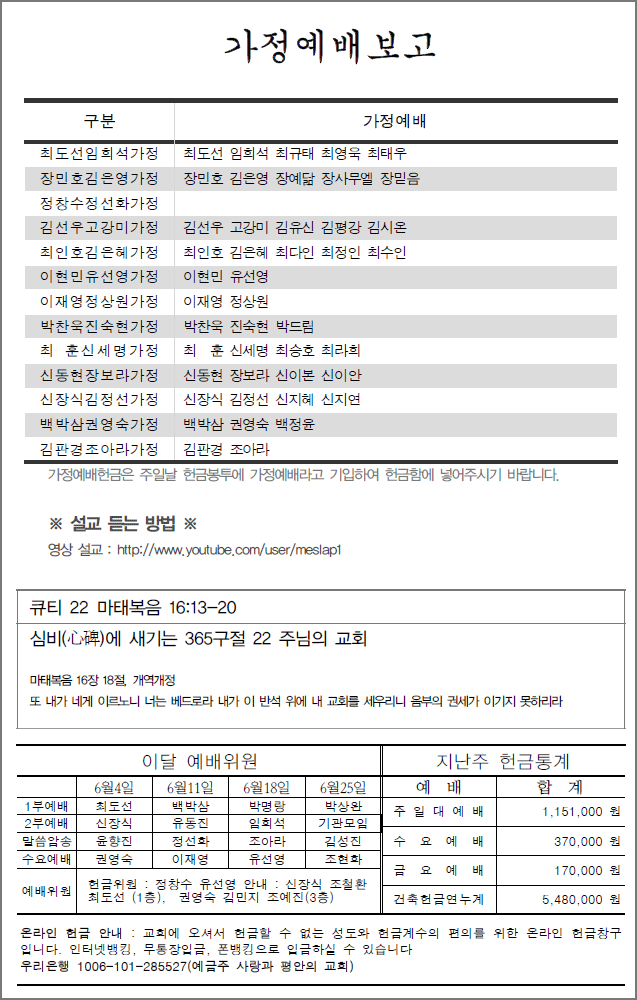 가정예배보고
구분 가정예배
최도선임희석가정 최도선 임희석 최규태 최영욱 최태우
장민호김은영가정 장민호 김은영 장예닮 장사무엘 장믿음
정창수정선화가정
김선우고강미가정 김선우 고강미 김유신 김평강 김시온
최인호김은혜가정 최인호 김은혜 최다인 최정인 최수인
이현민유선영가정 이현민 유선영
이재영정상원가정 이재영 정상원
박찬욱진숙현가정 박찬욱 진숙현 박드림
최 훈신세명가정 최 훈 신세명 최승호 최라희
신동현장보라가정 신동현 장보라 신이본 신이안
신장식김정선가정 신장식 김정선 신지혜 신지연
백박삼권영숙가정 백박삼 권영숙 백정윤
김판경조아라가정 김판경 조아라
가정예배헌금은 주일날 헌금봉투에 가정예배라고 기입하여 헌금함에 넣어주시기 바랍니다.
※ 설교 듣는 방법 ※
영상 설교 : http://www.youtube.com/user/meslap1
큐티 22 마태복음 16:13-20
심비(心碑)에 새기는 365구절 22 주님의 교회
마태복음 16장 18절, 개역개정
또 내가 네게 이르노니 너는 베드로라 내가 이 반석 위에 내 교회를 세우리니 음부의 권세가 이기지 못하리라
이달 예배위원
6월4일 6월11일 6월18일 6월25일
1부예배 최도선 백박삼 박명랑 박상완
2부예배 신장식 유동진 임희석 기관모임
말씀암송 윤향진 정선화 조아라 김성진
수요예배 권영숙 이재영 유선영 조현화
예배위원 헌금위원 : 정창수 유선영 안내 : 신장식 조철환
최도선 (1층), 권영숙 김민지 조예진(3층)
지난주 헌금통계
예 배 합 계
주 일 대 예 배 1,151,000 원
수 요 예 배 370,000 원
금 요 예 배 170,000 원
건축헌금연누계 5,480,000 원
온라인 헌금 안내 : 교회에 오셔서 헌금할 수 없는 성도와 헌금계수의 편의를 위한 온라인 헌금창구
입니다. 인터넷뱅킹, 무통장입금, 폰뱅킹으로 입금하실 수 있습니다
우리은행 1006-101-285527(예금주 사랑과 평안의 교회)